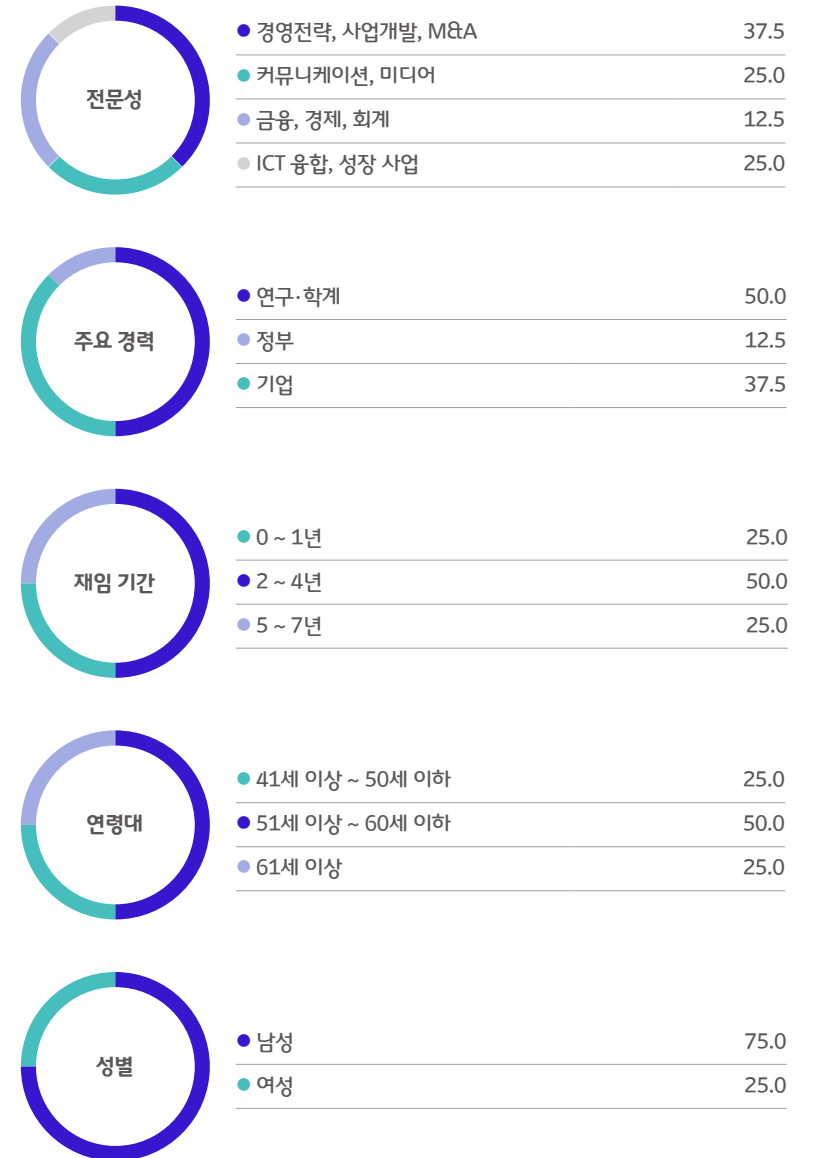 전문성
경영전략, 사업개발, M&A 37.5
커뮤니케이션, 미디어 25.0
금융, 경제, 회계 12.5
ICT 융합, 성장 사업 25.0
주요 경력
연구·학계 50.0
정부 12.5
기업 37.5
재임 기간
0 ~ 1년 25.0
2 ~ 4년 50.0
5 ~ 7년 25.0
연령대
41세 이상 ~ 50세 이하 25.0
51세 이상 ~ 60세 이하 50.0
61세 이상 25.0
성별
남성 75.0
여성 25.0